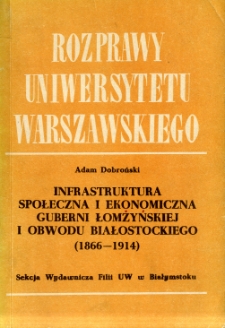 ROZPRAWY
UNIWERSYTETU
WARSZAWSKIEGO
Adam Dobroński
INFRASTRUKTURA
SPOŁECZNA I EKONOMICZNA
GUBERNI ŁOMŻYŃSKIEJ
I OBWODU BIAŁOSTOCKIEGO
(1866—1914)
Sekcja Wydawnicza Filii UW w Białymstoku